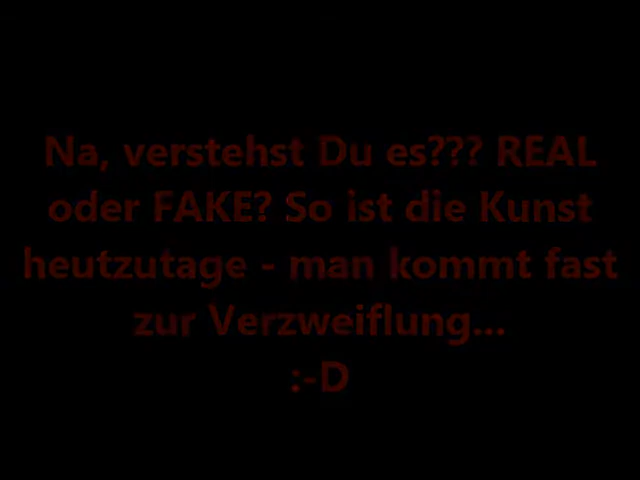 Na, verstehst Du es??? REAL
oder FAKE? So ist die Kunst
heutzutage - man kommt fast
zur Verzweiflung...
:-D